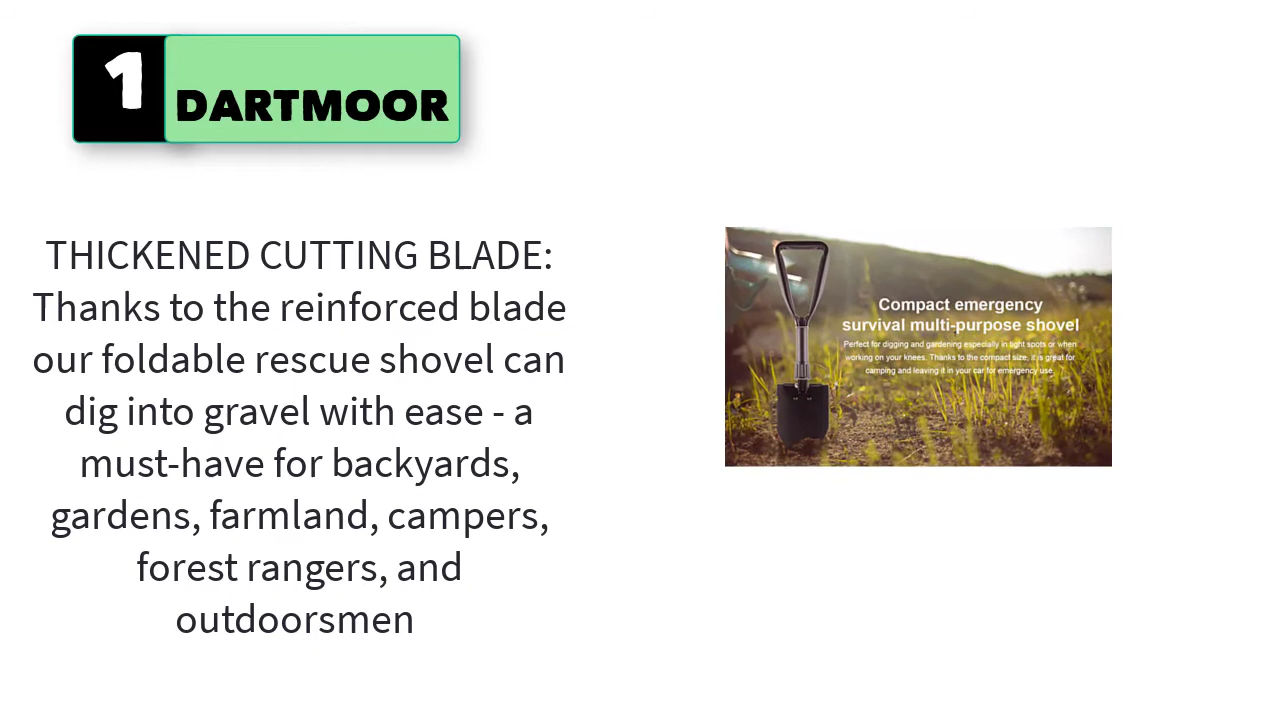 1
DARTMOOR
THICKENED CUTTING BLADE:
Thanks to the reinforced blade
our foldable rescue shovel can
dig into gravel with ease - a
must-have for backyards,
gardens, farmland, campers,
forest rangers, and
outdoorsmen
Compact emergency
survival multi-purpose shovel
Perfect for digging and gardening especially in tight spots or when
working on your knees. Thanks to the compact size, it is great for
camping and leaving it in your car for emergency use.